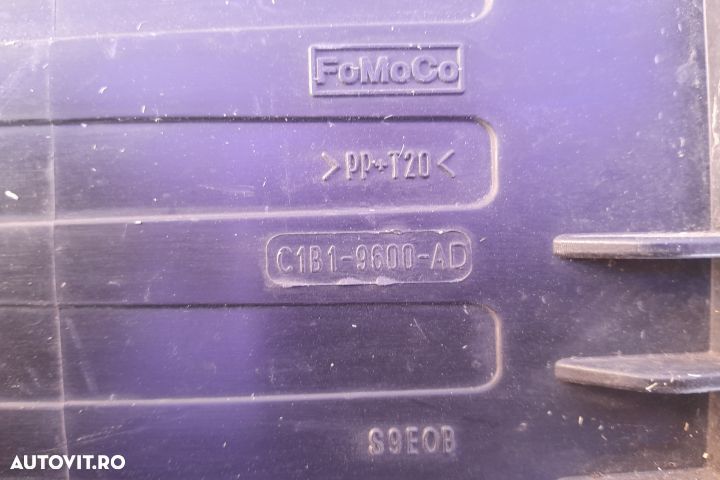 FoMoCo
>PP+T20<
C1B1-9600-AD
S9E0B
AUTOVIT.RO